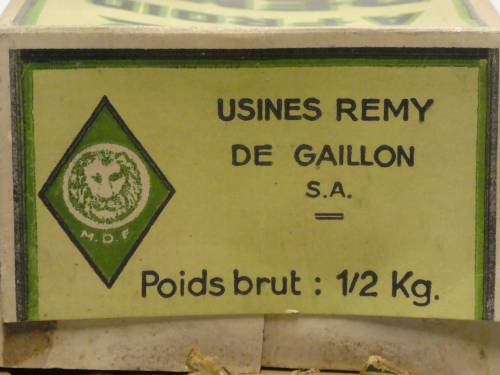 USINES REMY
DE GAILLON
S.A.
M.D.F
Poids brut : 1/2 Kg.